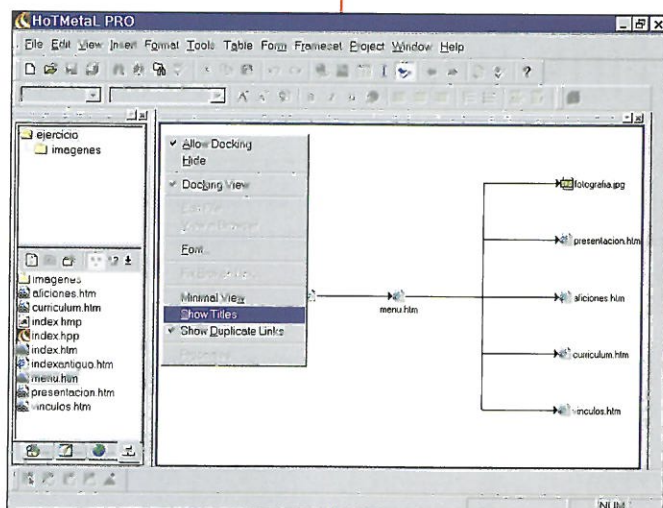 HoTMetaL PRO
File Edit View Insert Format Tools Table Form Frameset Project Window Help
ejercicio
imagenes
imagenes
aficiones.htm
curriculum.htm
index.hmp
index.hpp
index.htm
indexantiguo.htm
menu.htm
presentacion.htm
vinculos.htm
Allow Docking
Hide
Docking View
Font...
Minimal View
Show Titles
Show Duplicate Links
menu.htm
fotografia.jpg
presentacion.htm
aficiones.htm
curriculum.htm
vinculos.htm
NUM